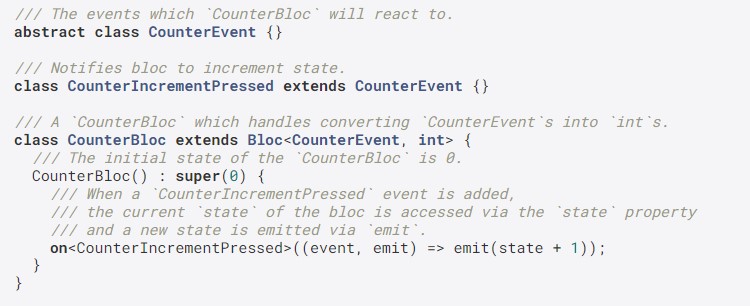 /// The events which `CounterBloc` will react to.
abstract class CounterEvent {}

/// Notifies bloc to increment state.
class CounterIncrementPressed extends CounterEvent {}

/// A `CounterBloc` which handles converting `CounterEvent`s into `int`s.
class CounterBloc extends Bloc<CounterEvent, int> {
  /// The initial state of the `CounterBloc` is 0.
  CounterBloc() : super(0) {
    /// When a `CounterIncrementPressed` event is added,
    /// the current `state` of the bloc is accessed via the `state` property
    /// and a new state is emitted via `emit`.
    on<CounterIncrementPressed>((event, emit) => emit(state + 1));
  }
}